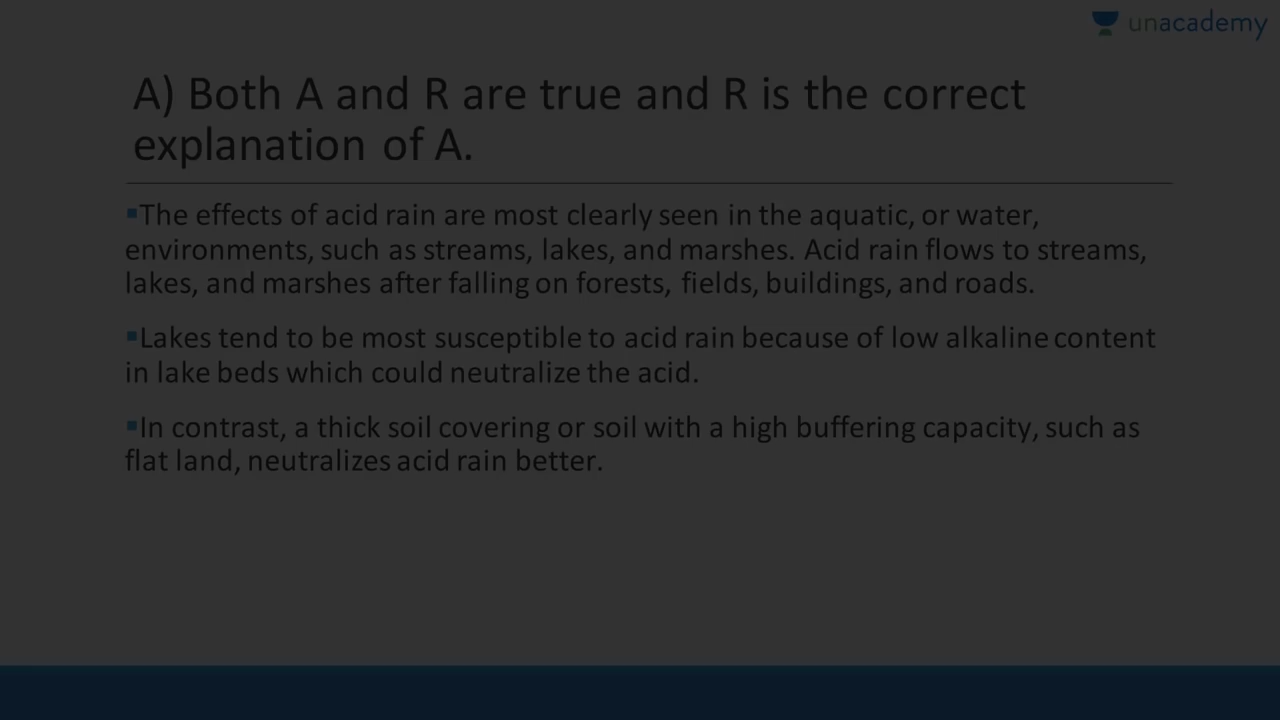 unacademy
A) Both A and R are true and R is the correct
explanation of A.
▪The effects of acid rain are most clearly seen in the aquatic, or water,
environments, such as streams, lakes, and marshes. Acid rain flows to streams,
lakes, and marshes after falling on forests, fields, buildings, and roads.
▪Lakes tend to be most susceptible to acid rain because of low alkaline content
in lake beds which could neutralize the acid.
▪In contrast, a thick soil covering or soil with a high buffering capacity, such as
flat land, neutralizes acid rain better.